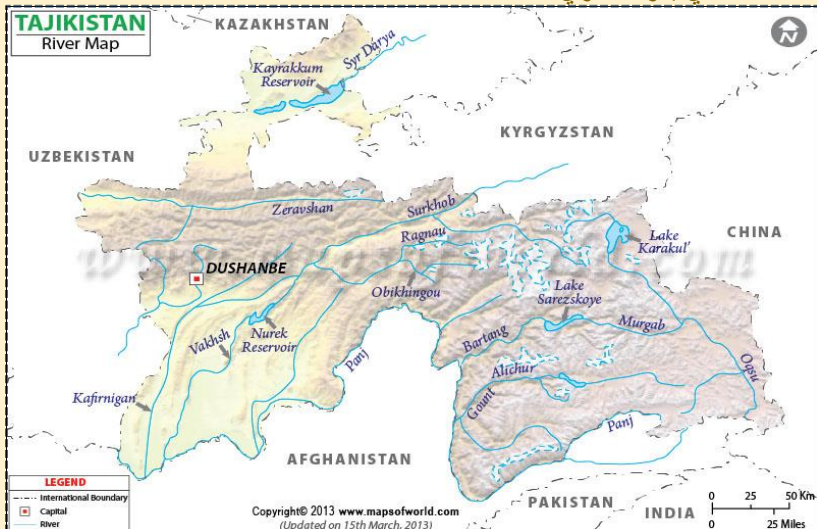 TAJIKISTAN
River Map
KAZAKHSTAN
Syr Darya
Kayrakkum
Reservoir
KYRGYZSTAN
UZBEKISTAN
Zeravshan
Surkhob
Ragnau
Lake
Karakul'
CHINA
DUSHANBE
Obikhingou
Lake
Sarezskoye
Murgab
Bartang
Vakhsh
Nurek
Reservoir
Panj
Alichur
Oqsu
Gount
Kafirnigan
Panj
AFGHANISTAN
PAKISTAN
INDIA
LEGEND
International Boundary
Capital
River
Copyright© 2013 www.mapsofworld.com
(Updated on 15th March, 2013)
0 25 50 Km
25 Miles
N